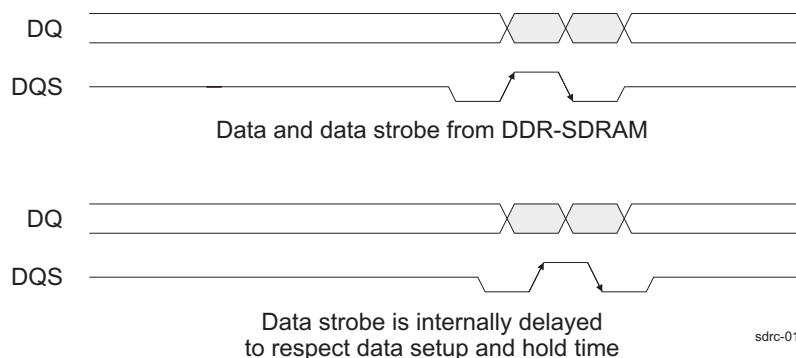 DQ
DQS
Data and data strobe from DDR-SDRAM
DQ
DQS
Data strobe is internally delayed
to respect data setup and hold time
sdrc-01